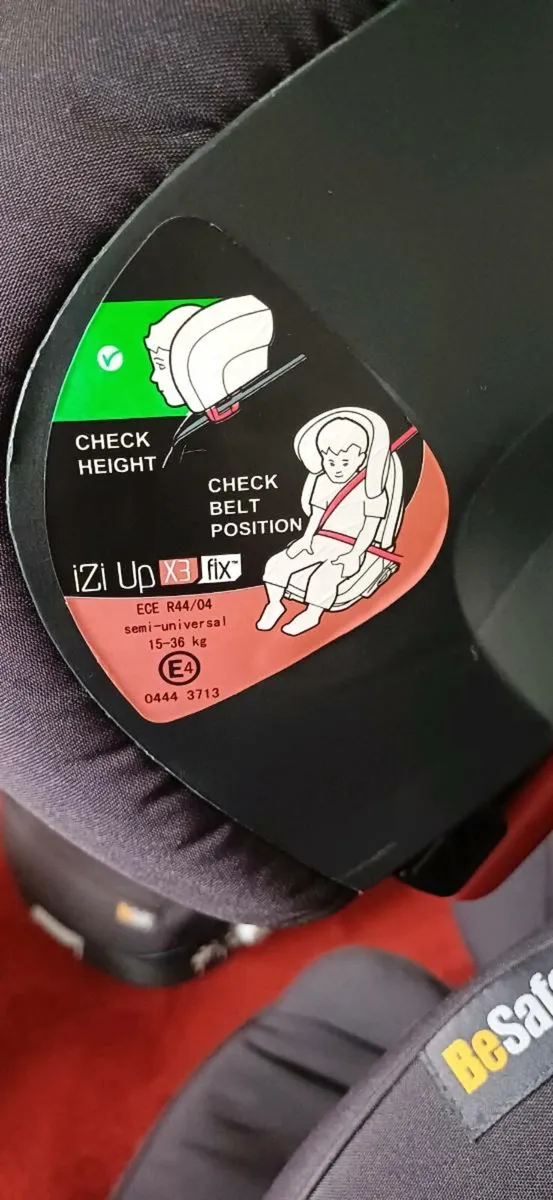 CHECK
HEIGHT
CHECK
BELT
POSITION
iZi Up X3 fix™
ECE R44/04
semi-universal
15-36 kg
E4
0444 3713
BeSafe